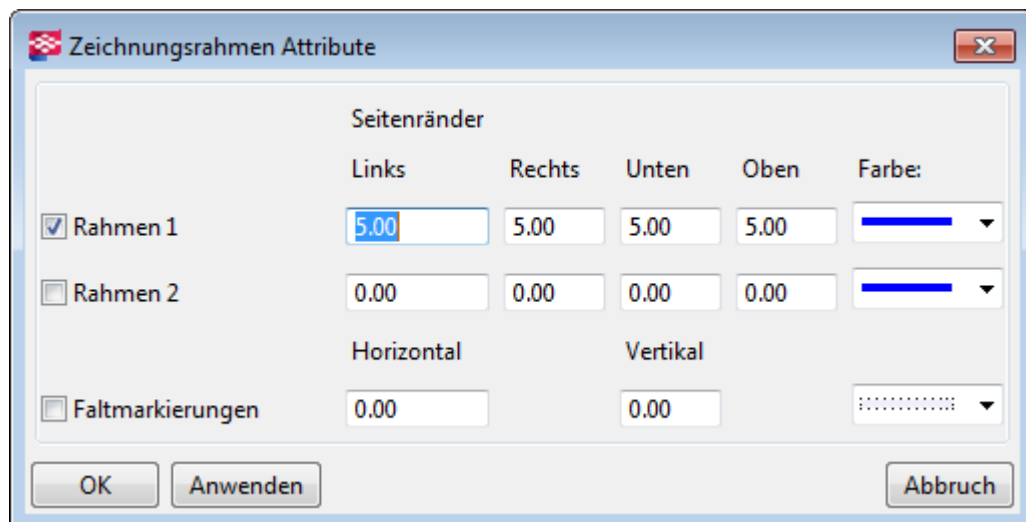 Zeichnungsrahmen Attribute
Seitenränder
Links Rechts Unten Oben Farbe:
Rahmen 1 5.00 5.00 5.00 5.00
Rahmen 2 0.00 0.00 0.00 0.00
Horizontal Vertikal
Faltmarkierungen 0.00 0.00
OK Anwenden Abbruch